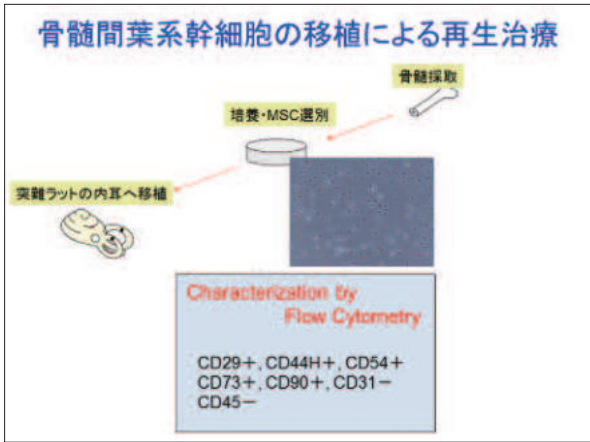 骨髄間葉系幹細胞の移植による再生治療
骨髄採取
培養・MSC選別
突難ラットの内耳へ移植
Characterization by
Flow Cytometry
CD29+, CD44H+, CD54+
CD73+, CD90+, CD31−
CD45−